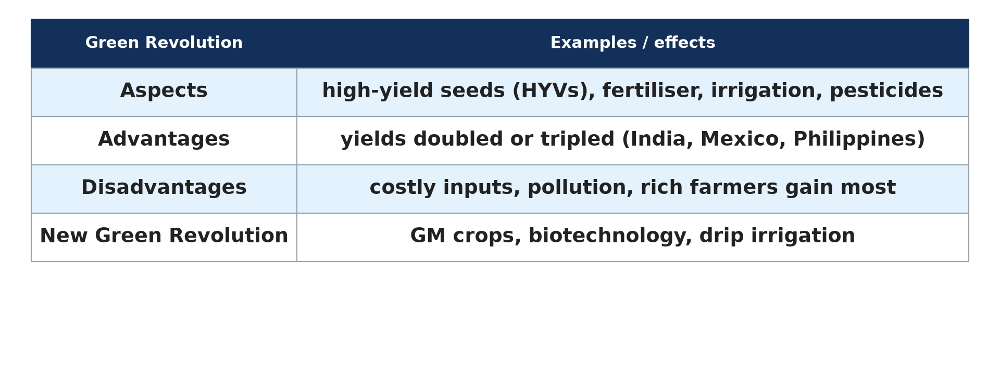 Green Revolution Examples / effects
Aspects high-yield seeds (HYVs), fertiliser, irrigation, pesticides
Advantages yields doubled or tripled (India, Mexico, Philippines)
Disadvantages costly inputs, pollution, rich farmers gain most
New Green Revolution GM crops, biotechnology, drip irrigation